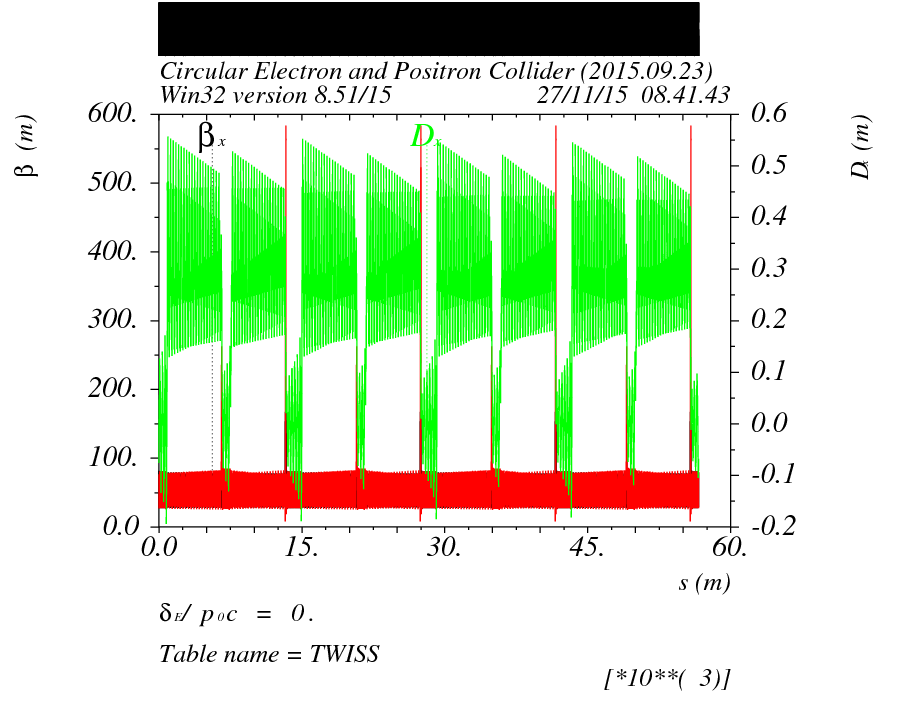 Circular Electron and Positron Collider (2015.09.23)
Win32 version 8.51/15 27/11/15 08.41.43
β (m)
600.
500.
400.
300.
200.
100.
0.0
βx
Dx
0.6
0.5
0.4
0.3
0.2
0.1
0.0
-0.1
-0.2
Dx (m)
0.0 15. 30. 45. 60.
s (m)
δE/ p0c = 0.
Table name = TWISS
[*10**( 3)]